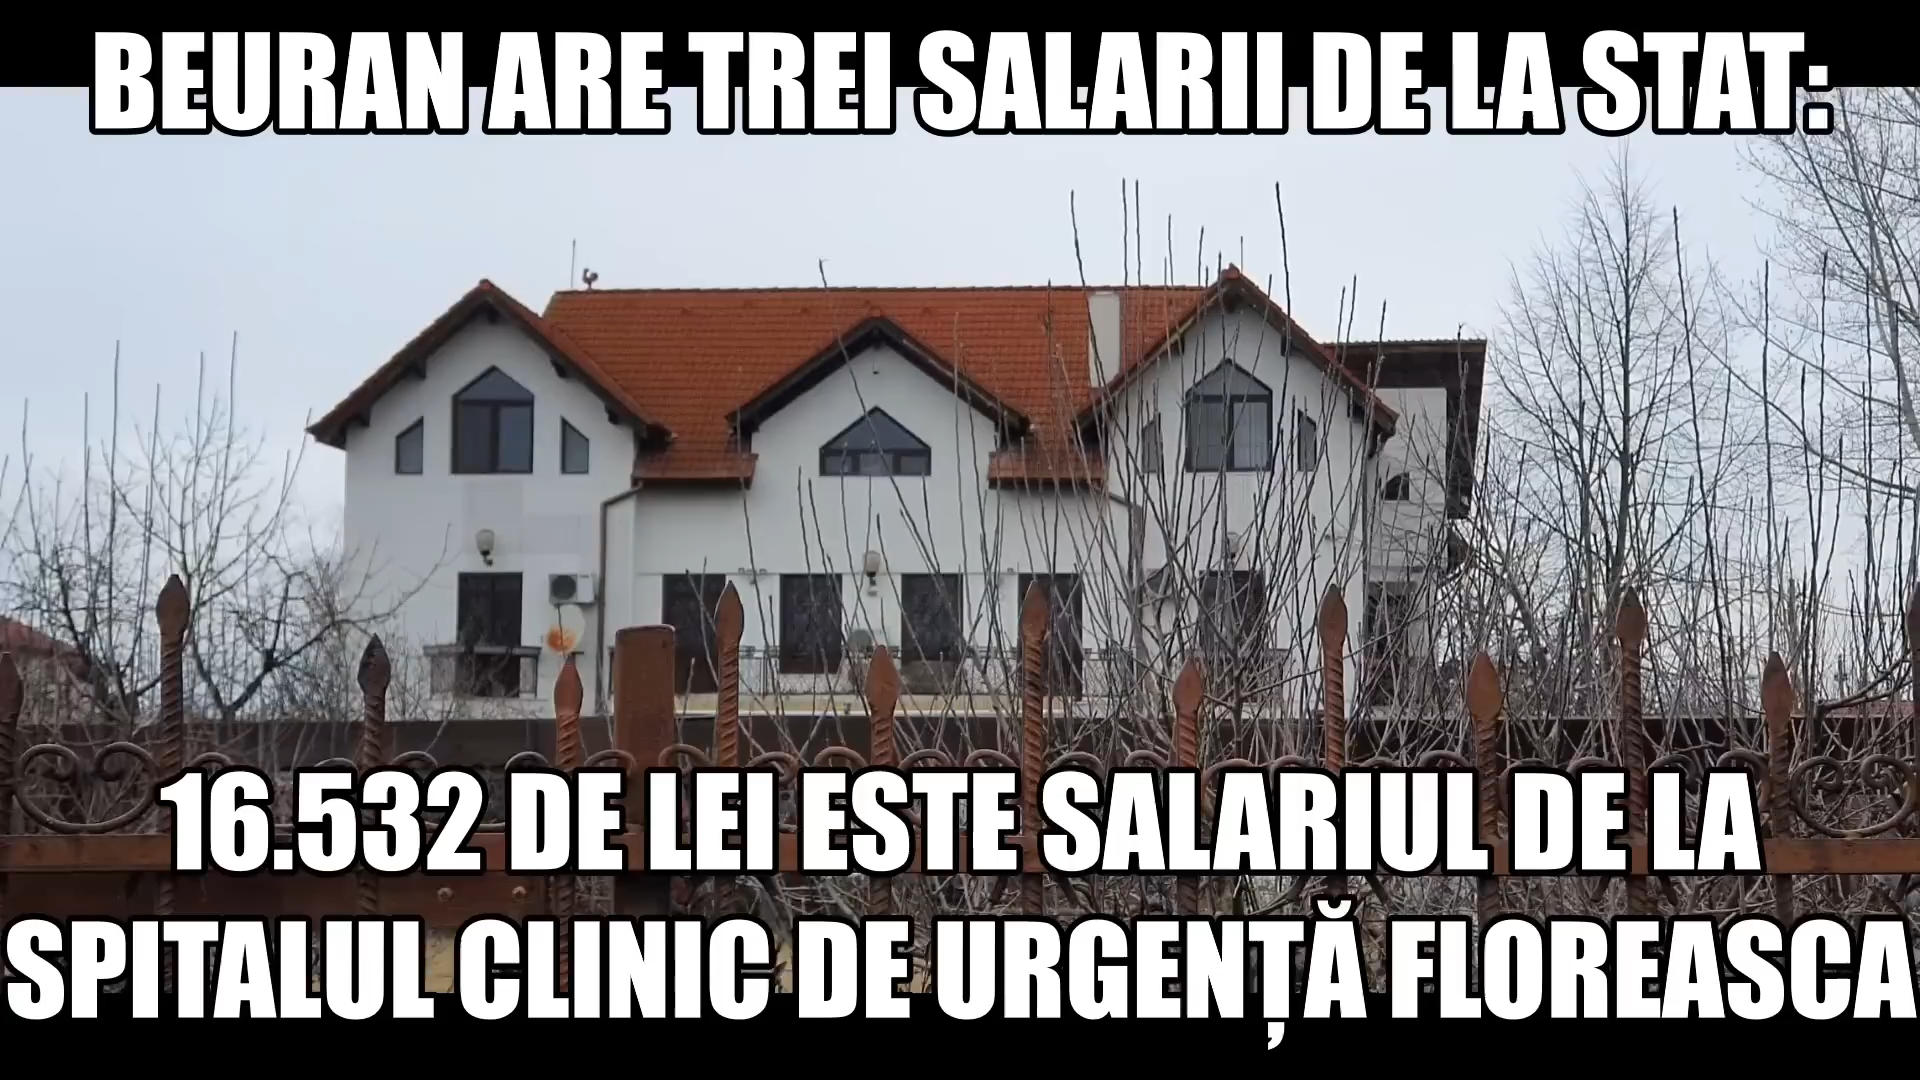 BEURAN ARE TREI SALARII DE LA STAT:
16.532 DE LEI ESTE SALARIUL DE LA
SPITALUL CLINIC DE URGENȚĂ FLOREASCA